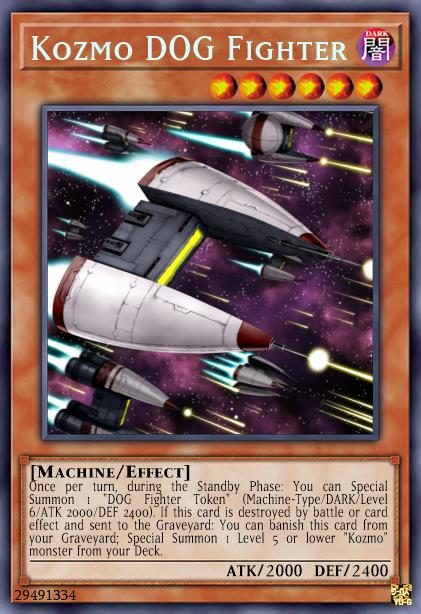 Kozmo DOG Fighter
DARK
闇
[Machine/Effect]
Once per turn, during the Standby Phase: You can Special
Summon 1 "DOG Fighter Token" (Machine-Type/DARK/Level
6/ATK 2000/DEF 2400). If this card is destroyed by battle or card
effect and sent to the Graveyard: You can banish this card from
your Graveyard; Special Summon 1 Level 5 or lower "Kozmo"
monster from your Deck.
ATK/2000 DEF/2400
29491334